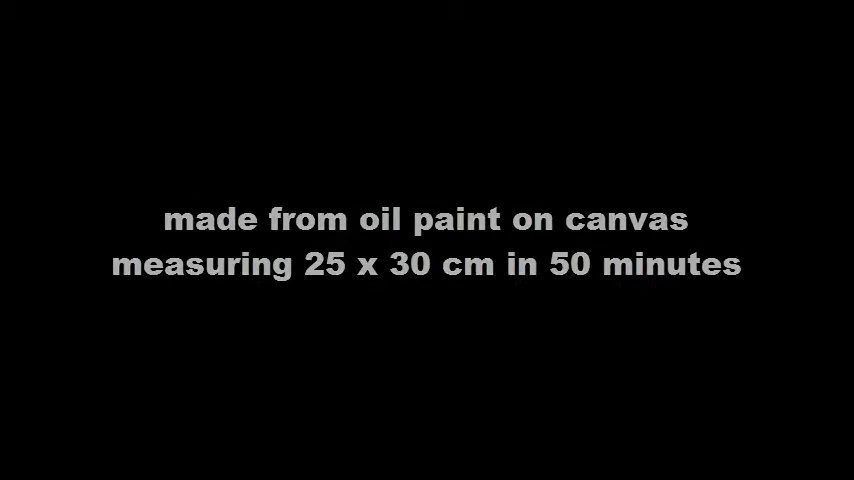 made from oil paint on canvas
measuring 25 x 30 cm in 50 minutes